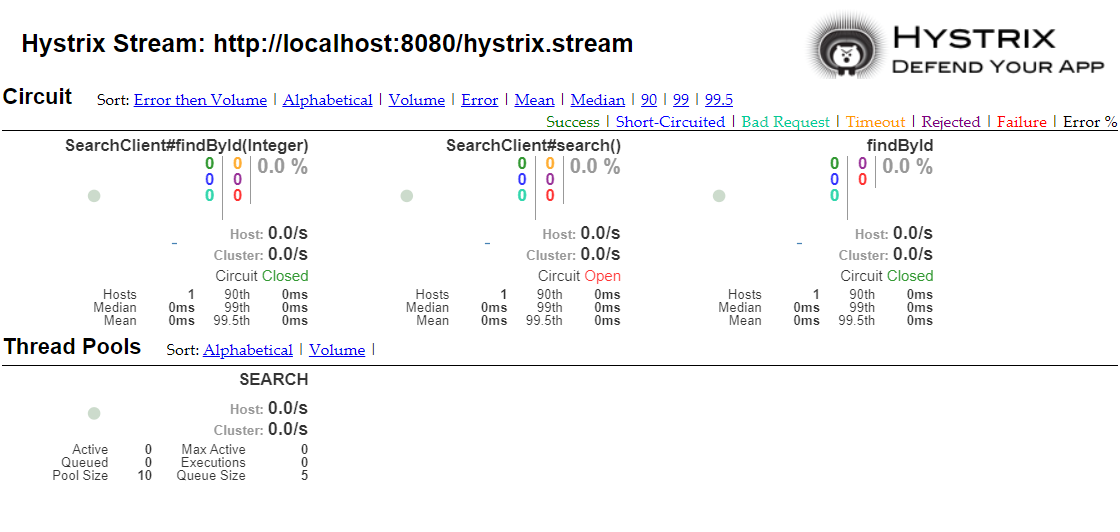 Hystrix Stream: http://localhost:8080/hystrix.stream
HYSTRIX
DEFEND YOUR APP
Circuit Sort: Error then Volume | Alphabetical | Volume | Error | Mean | Median | 90 | 99 | 99.5
Success | Short-Circuited | Bad Request | Timeout | Rejected | Failure | Error %
SearchClient#findById(Integer) SearchClient#search() findById
0 0 0.0 % 0 0 0.0 % 0 0 0.0 %
0 0 0 0 0 0
0 0 0 0 0
Host: 0.0/s Host: 0.0/s Host: 0.0/s
- - -
Cluster: 0.0/s Cluster: 0.0/s Cluster: 0.0/s
Circuit Closed Circuit Open Circuit Closed
Hosts 1 90th 0ms Hosts 1 90th 0ms Hosts 1 90th 0ms
Median 0ms 99th 0ms Median 0ms 99th 0ms Median 0ms 99th 0ms
Mean 0ms 99.5th 0ms Mean 0ms 99.5th 0ms Mean 0ms 99.5th 0ms
Thread Pools Sort: Alphabetical | Volume |
SEARCH
Host: 0.0/s
Cluster: 0.0/s
Active 0 Max Active 0
Queued 0 Executions 0
Pool Size 10 Queue Size 5